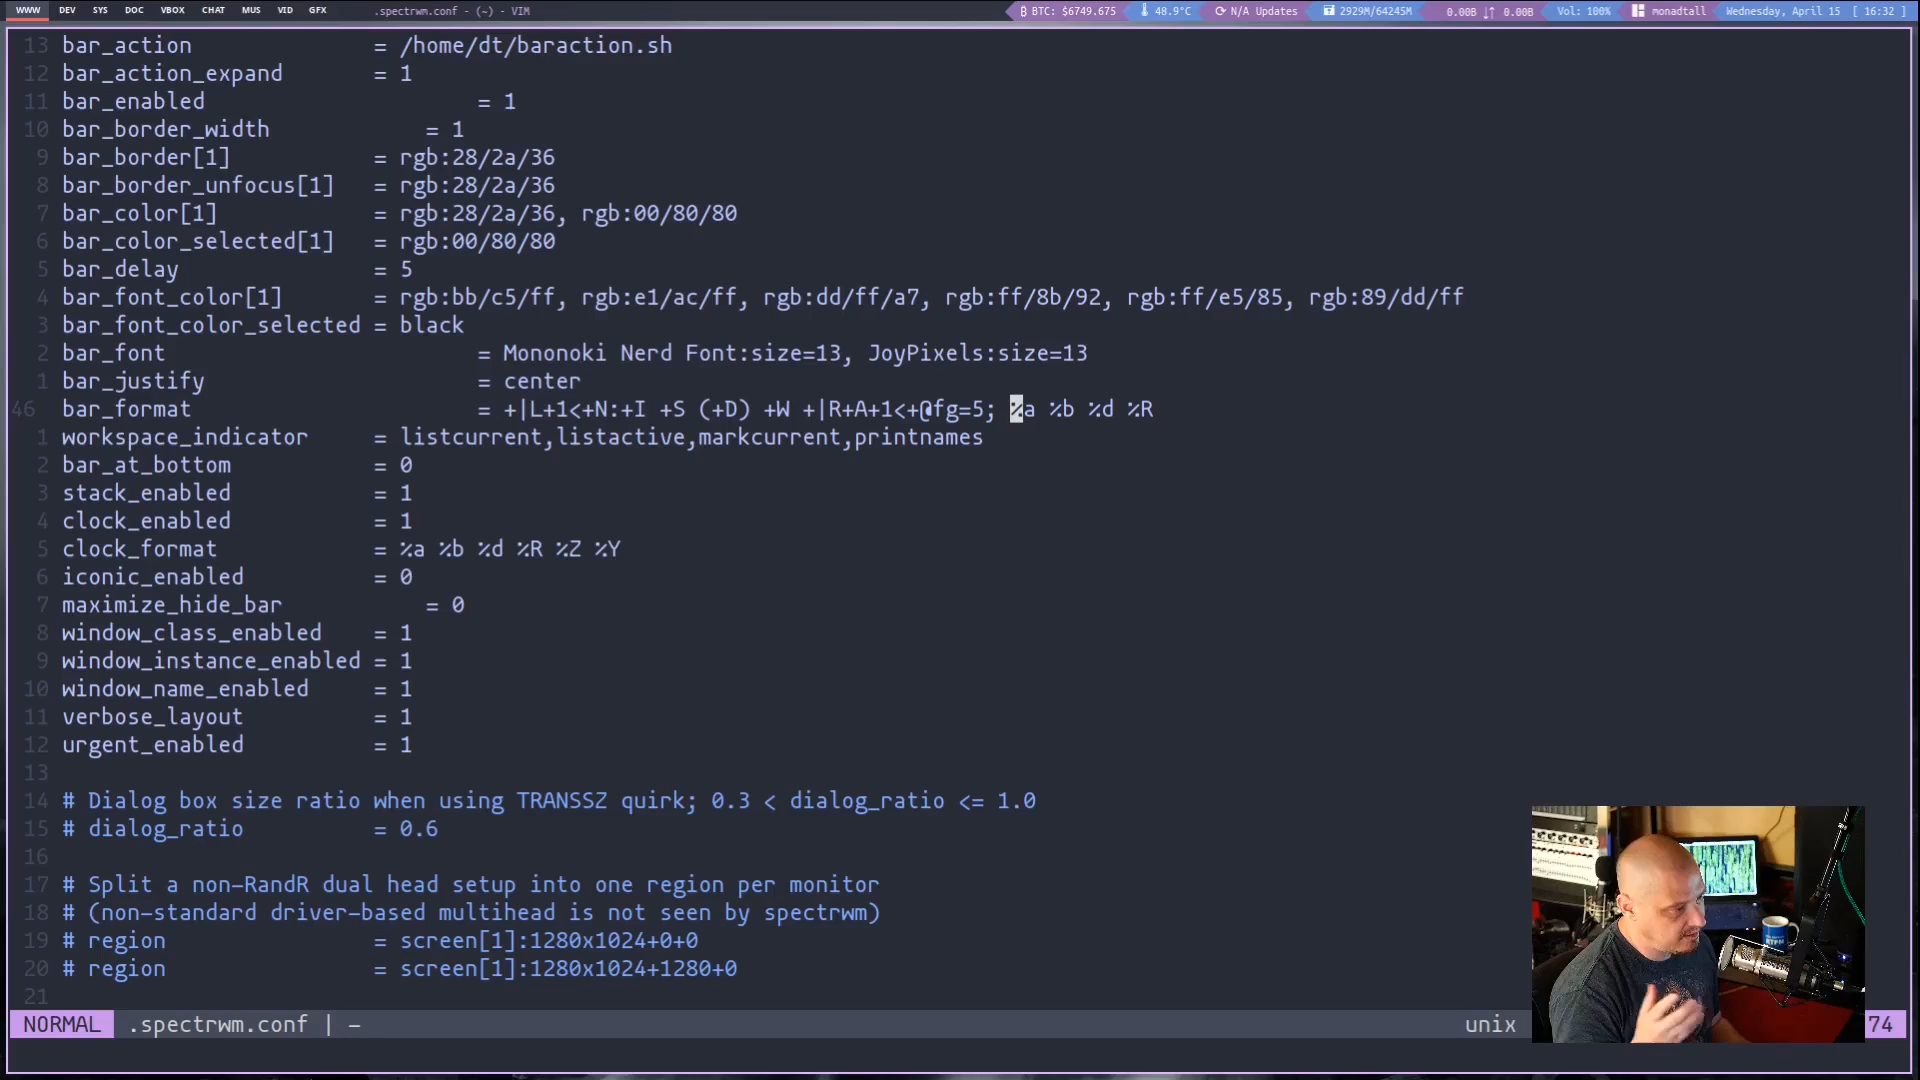 WWW DEV SYS DOC VBOX CHAT MUS VID GFX .spectrwm.conf - (~) - VIM BTC: $6749.675 48.9°C N/A Updates 2929M/64245M 0.00B ↓↑ 0.00B Vol: 100% monadtall Wednesday, April 15 [ 16:32 ]
13 bar_action = /home/dt/baraction.sh
12 bar_action_expand = 1
11 bar_enabled = 1
10 bar_border_width = 1
9 bar_border[1] = rgb:28/2a/36
8 bar_border_unfocus[1] = rgb:28/2a/36
7 bar_color[1] = rgb:28/2a/36, rgb:00/80/80
6 bar_color_selected[1] = rgb:00/80/80
5 bar_delay = 5
4 bar_font_color[1] = rgb:bb/c5/ff, rgb:e1/ac/ff, rgb:dd/ff/a7, rgb:ff/8b/92, rgb:ff/e5/85, rgb:89/dd/ff
3 bar_font_color_selected = black
2 bar_font = Mononoki Nerd Font:size=13, JoyPixels:size=13
1 bar_justify = center
46 bar_format = +|L+1<+N:+I +S (+D) +W +|R+A+1<+@fg=5; %a %b %d %R
1 workspace_indicator = listcurrent,listactive,markcurrent,printnames
2 bar_at_bottom = 0
3 stack_enabled = 1
4 clock_enabled = 1
5 clock_format = %a %b %d %R %Z %Y
6 iconic_enabled = 0
7 maximize_hide_bar = 0
8 window_class_enabled = 1
9 window_instance_enabled = 1
10 window_name_enabled = 1
11 verbose_layout = 1
12 urgent_enabled = 1
13
14 # Dialog box size ratio when using TRANSSZ quirk; 0.3 < dialog_ratio <= 1.0
15 # dialog_ratio = 0.6
16
17 # Split a non-RandR dual head setup into one region per monitor
18 # (non-standard driver-based multihead is not seen by spectrwm)
19 # region = screen[1]:1280x1024+0+0
20 # region = screen[1]:1280x1024+1280+0
21
NORMAL .spectrwm.conf | - unix 74